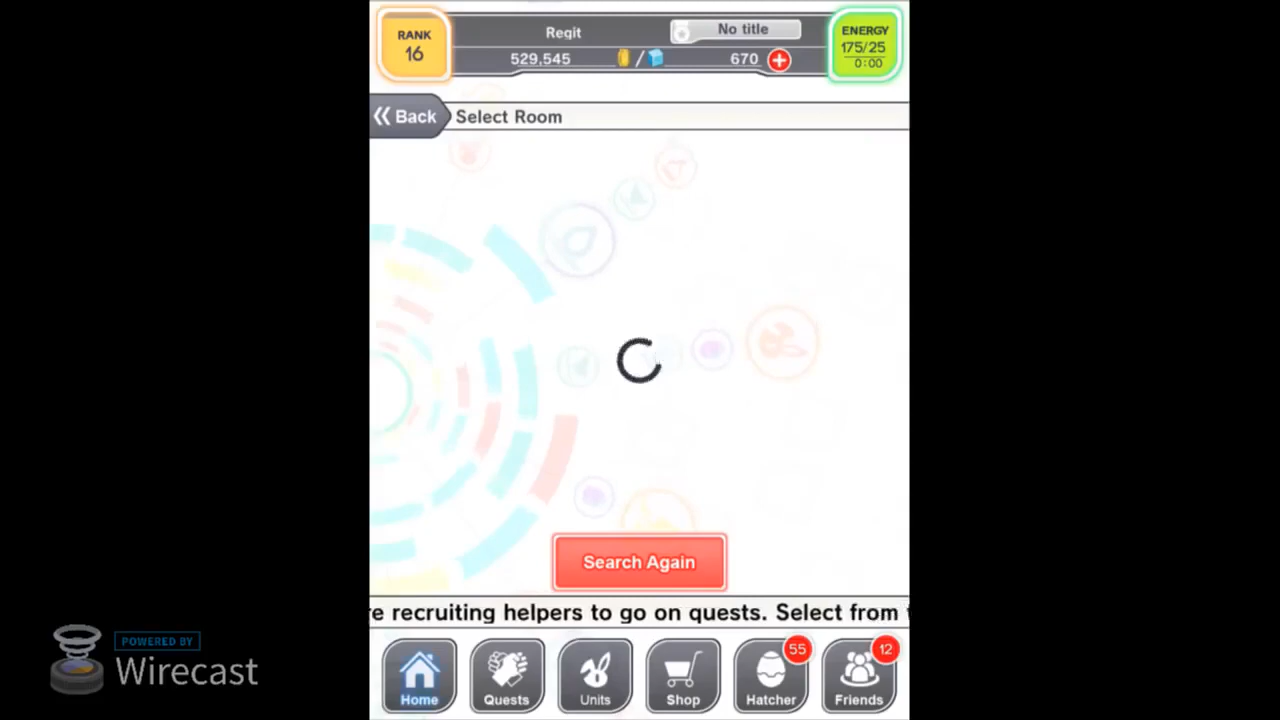 RANK
16
Regit
No title
529,545
/
670
ENERGY
175/25
0:00
Back
Select Room
Search Again
re recruiting helpers to go on quests. Select from
POWERED BY
Wirecast
Home
Quests
Units
Shop
55
Hatcher
12
Friends